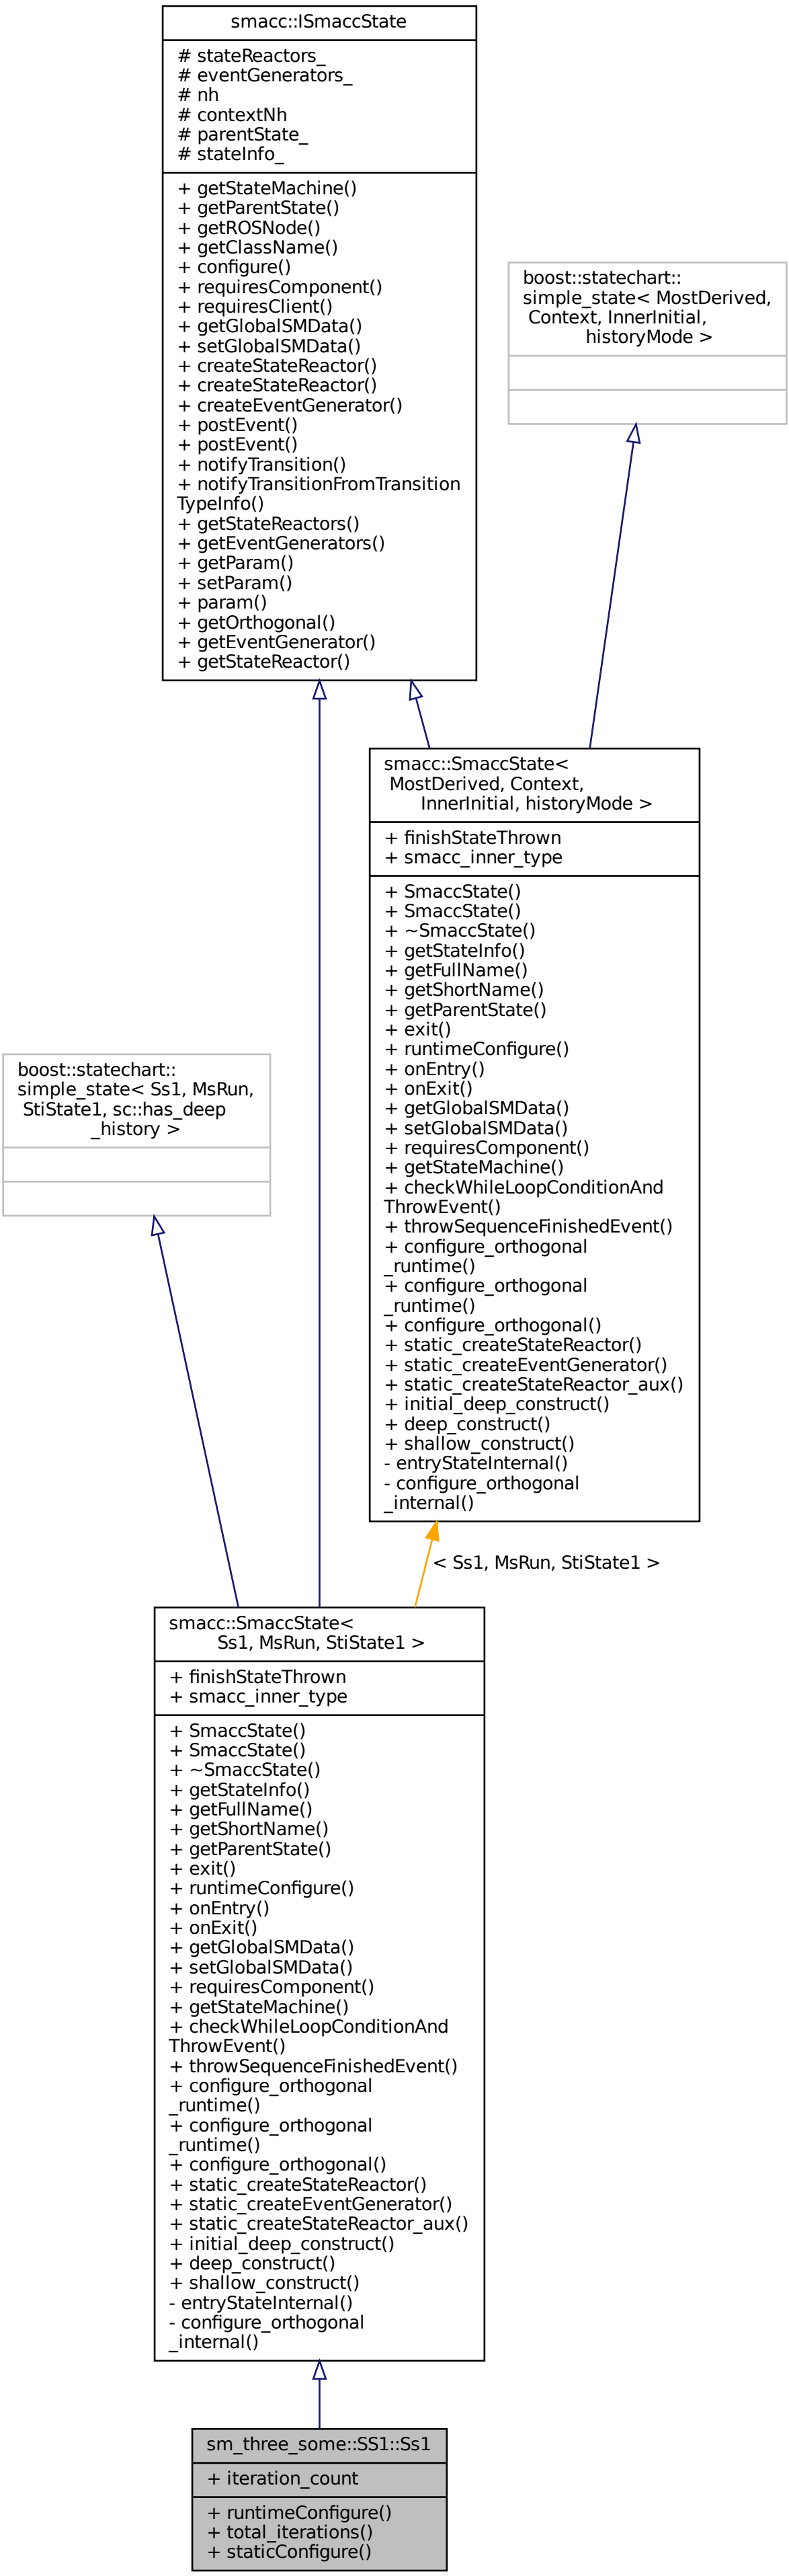 smacc::ISmaccState
# stateReactors_
# eventGenerators_
# nh
# contextNh
# parentState_
# stateInfo_
+ getStateMachine()
+ getParentState()
+ getROSNode()
+ getClassName()
+ configure()
+ requiresComponent()
+ requiresClient()
+ getGlobalSMData()
+ setGlobalSMData()
+ createStateReactor()
+ createStateReactor()
+ createEventGenerator()
+ postEvent()
+ postEvent()
+ notifyTransition()
+ notifyTransitionFromTransition
TypeInfo()
+ getStateReactors()
+ getEventGenerators()
+ getParam()
+ setParam()
+ param()
+ getOrthogonal()
+ getEventGenerator()
+ getStateReactor()
boost::statechart::
simple_state< MostDerived,
Context, InnerInitial,
historyMode >
smacc::SmaccState<
MostDerived, Context,
InnerInitial, historyMode >
+ finishStateThrown
+ smacc_inner_type
+ SmaccState()
+ SmaccState()
+ ~SmaccState()
+ getStateInfo()
+ getFullName()
+ getShortName()
+ getParentState()
+ exit()
+ runtimeConfigure()
+ onEntry()
+ onExit()
+ getGlobalSMData()
+ setGlobalSMData()
+ requiresComponent()
+ getStateMachine()
+ checkWhileLoopConditionAnd
ThrowEvent()
+ throwSequenceFinishedEvent()
+ configure_orthogonal
_runtime()
+ configure_orthogonal
_runtime()
+ configure_orthogonal()
+ static_createStateReactor()
+ static_createEventGenerator()
+ static_createStateReactor_aux()
+ initial_deep_construct()
+ deep_construct()
+ shallow_construct()
- entryStateInternal()
- configure_orthogonal
_internal()
boost::statechart::
simple_state< Ss1, MsRun,
StiState1, sc::has_deep
_history >
< Ss1, MsRun, StiState1 >
smacc::SmaccState<
Ss1, MsRun, StiState1 >
+ finishStateThrown
+ smacc_inner_type
+ SmaccState()
+ SmaccState()
+ ~SmaccState()
+ getStateInfo()
+ getFullName()
+ getShortName()
+ getParentState()
+ exit()
+ runtimeConfigure()
+ onEntry()
+ onExit()
+ getGlobalSMData()
+ setGlobalSMData()
+ requiresComponent()
+ getStateMachine()
+ checkWhileLoopConditionAnd
ThrowEvent()
+ throwSequenceFinishedEvent()
+ configure_orthogonal
_runtime()
+ configure_orthogonal
_runtime()
+ configure_orthogonal()
+ static_createStateReactor()
+ static_createEventGenerator()
+ static_createStateReactor_aux()
+ initial_deep_construct()
+ deep_construct()
+ shallow_construct()
- entryStateInternal()
- configure_orthogonal
_internal()
sm_three_some::SS1::Ss1
+ iteration_count
+ runtimeConfigure()
+ total_iterations()
+ staticConfigure()